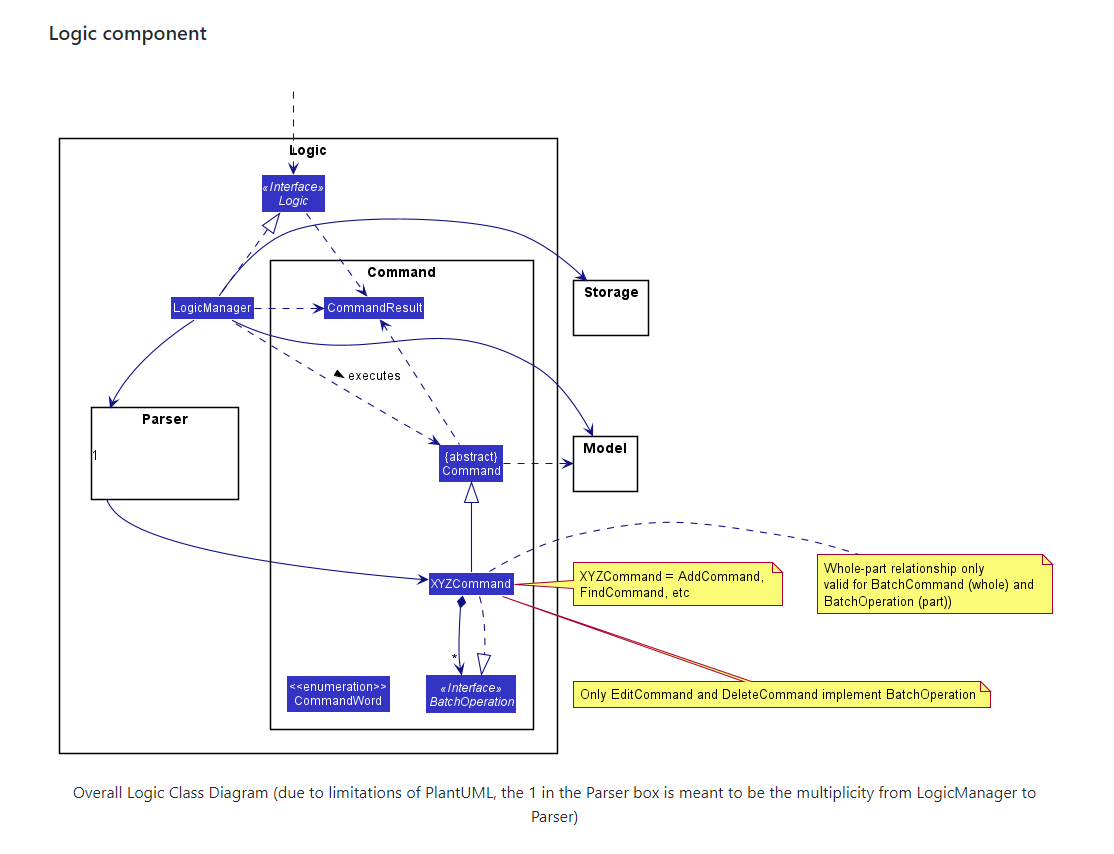 Logic component
Logic
«Interface»
Logic
Command
LogicManager
CommandResult
Storage
executes
Parser
1
{abstract}
Command
Model
XYZCommand
XYZCommand = AddCommand,
FindCommand, etc
Whole-part relationship only
valid for BatchCommand (whole) and
BatchOperation (part))
*
<<enumeration>>
CommandWord
«Interface»
BatchOperation
Only EditCommand and DeleteCommand implement BatchOperation
Overall Logic Class Diagram (due to limitations of PlantUML, the 1 in the Parser box is meant to be the multiplicity from LogicManager to
Parser)